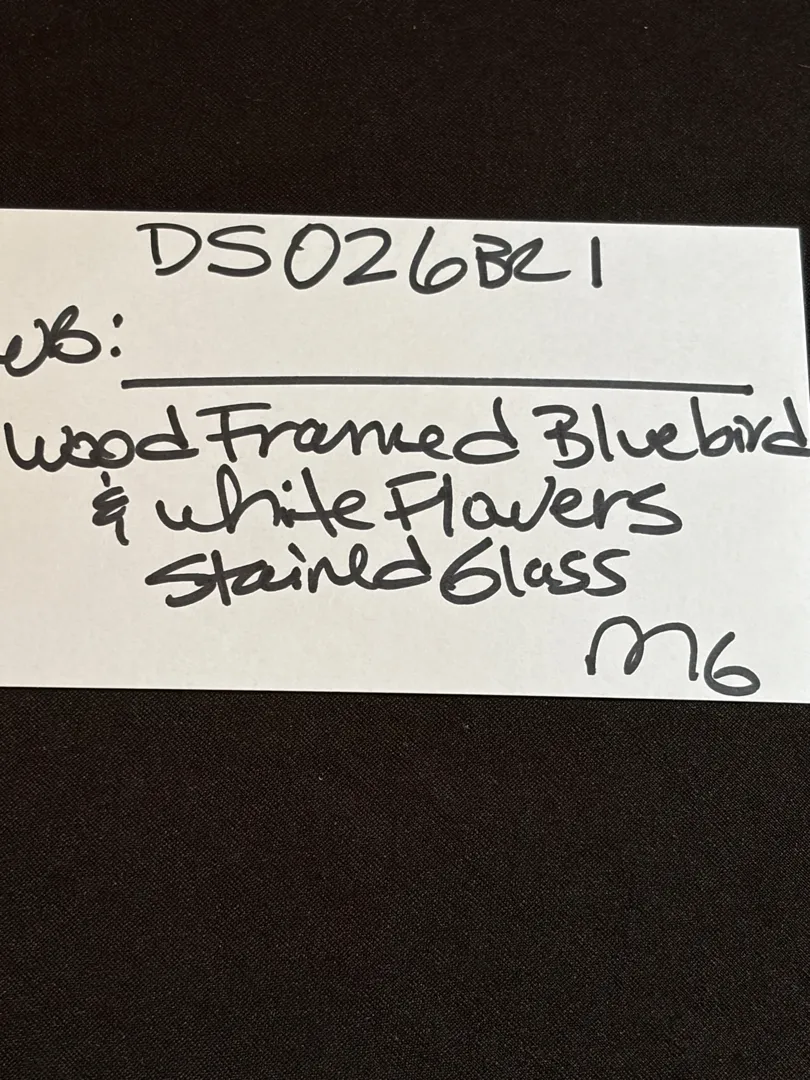 DS026BR1
WB:
Wood Framed Bluebird
& White Flowers
Stained Glass
M6